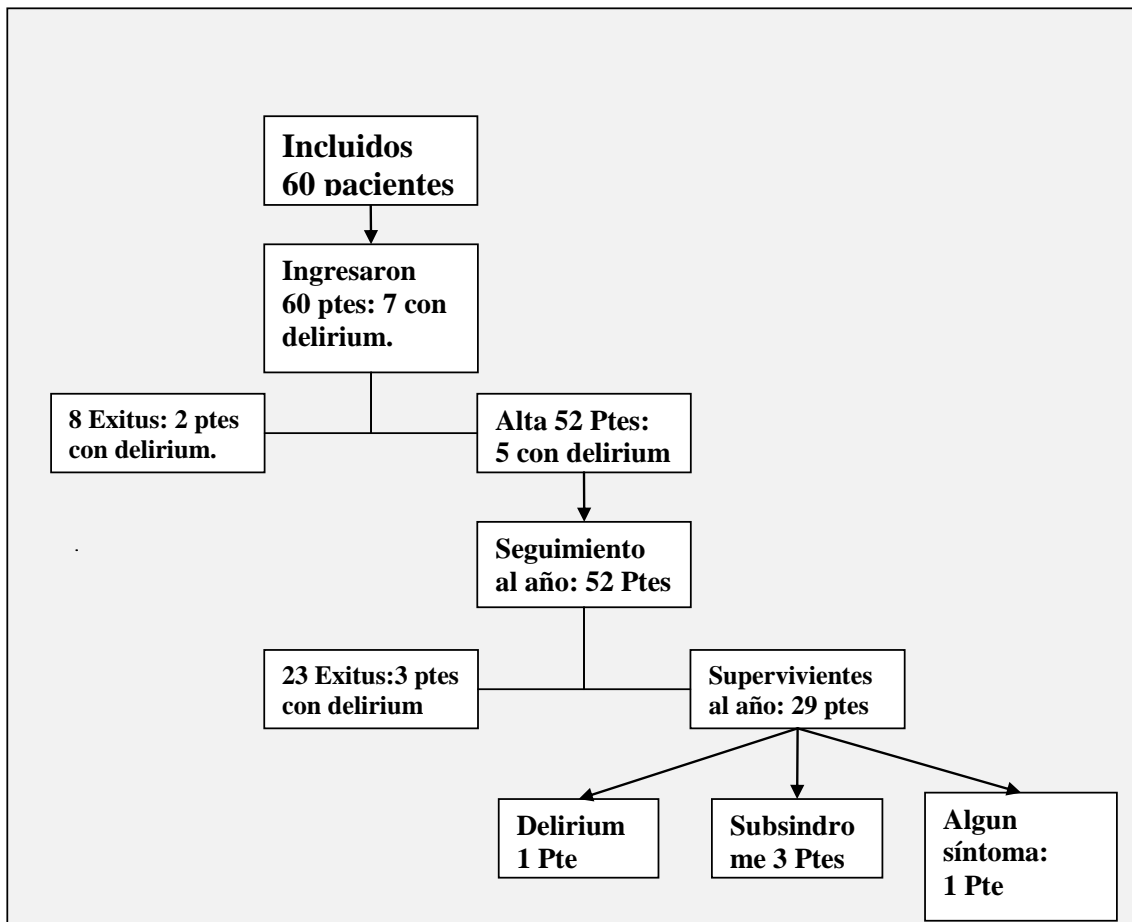 Incluidos
60 pacientes
Ingresaron
60 ptes: 7 con
delirium.
8 Exitus: 2 ptes
con delirium.
Alta 52 Ptes:
5 con delirium
Seguimiento
al año: 52 Ptes
23 Exitus:3 ptes
con delirium
Supervivientes
al año: 29 ptes
Delirium
1 Pte
Subsindro
me 3 Ptes
Algun
síntoma:
1 Pte